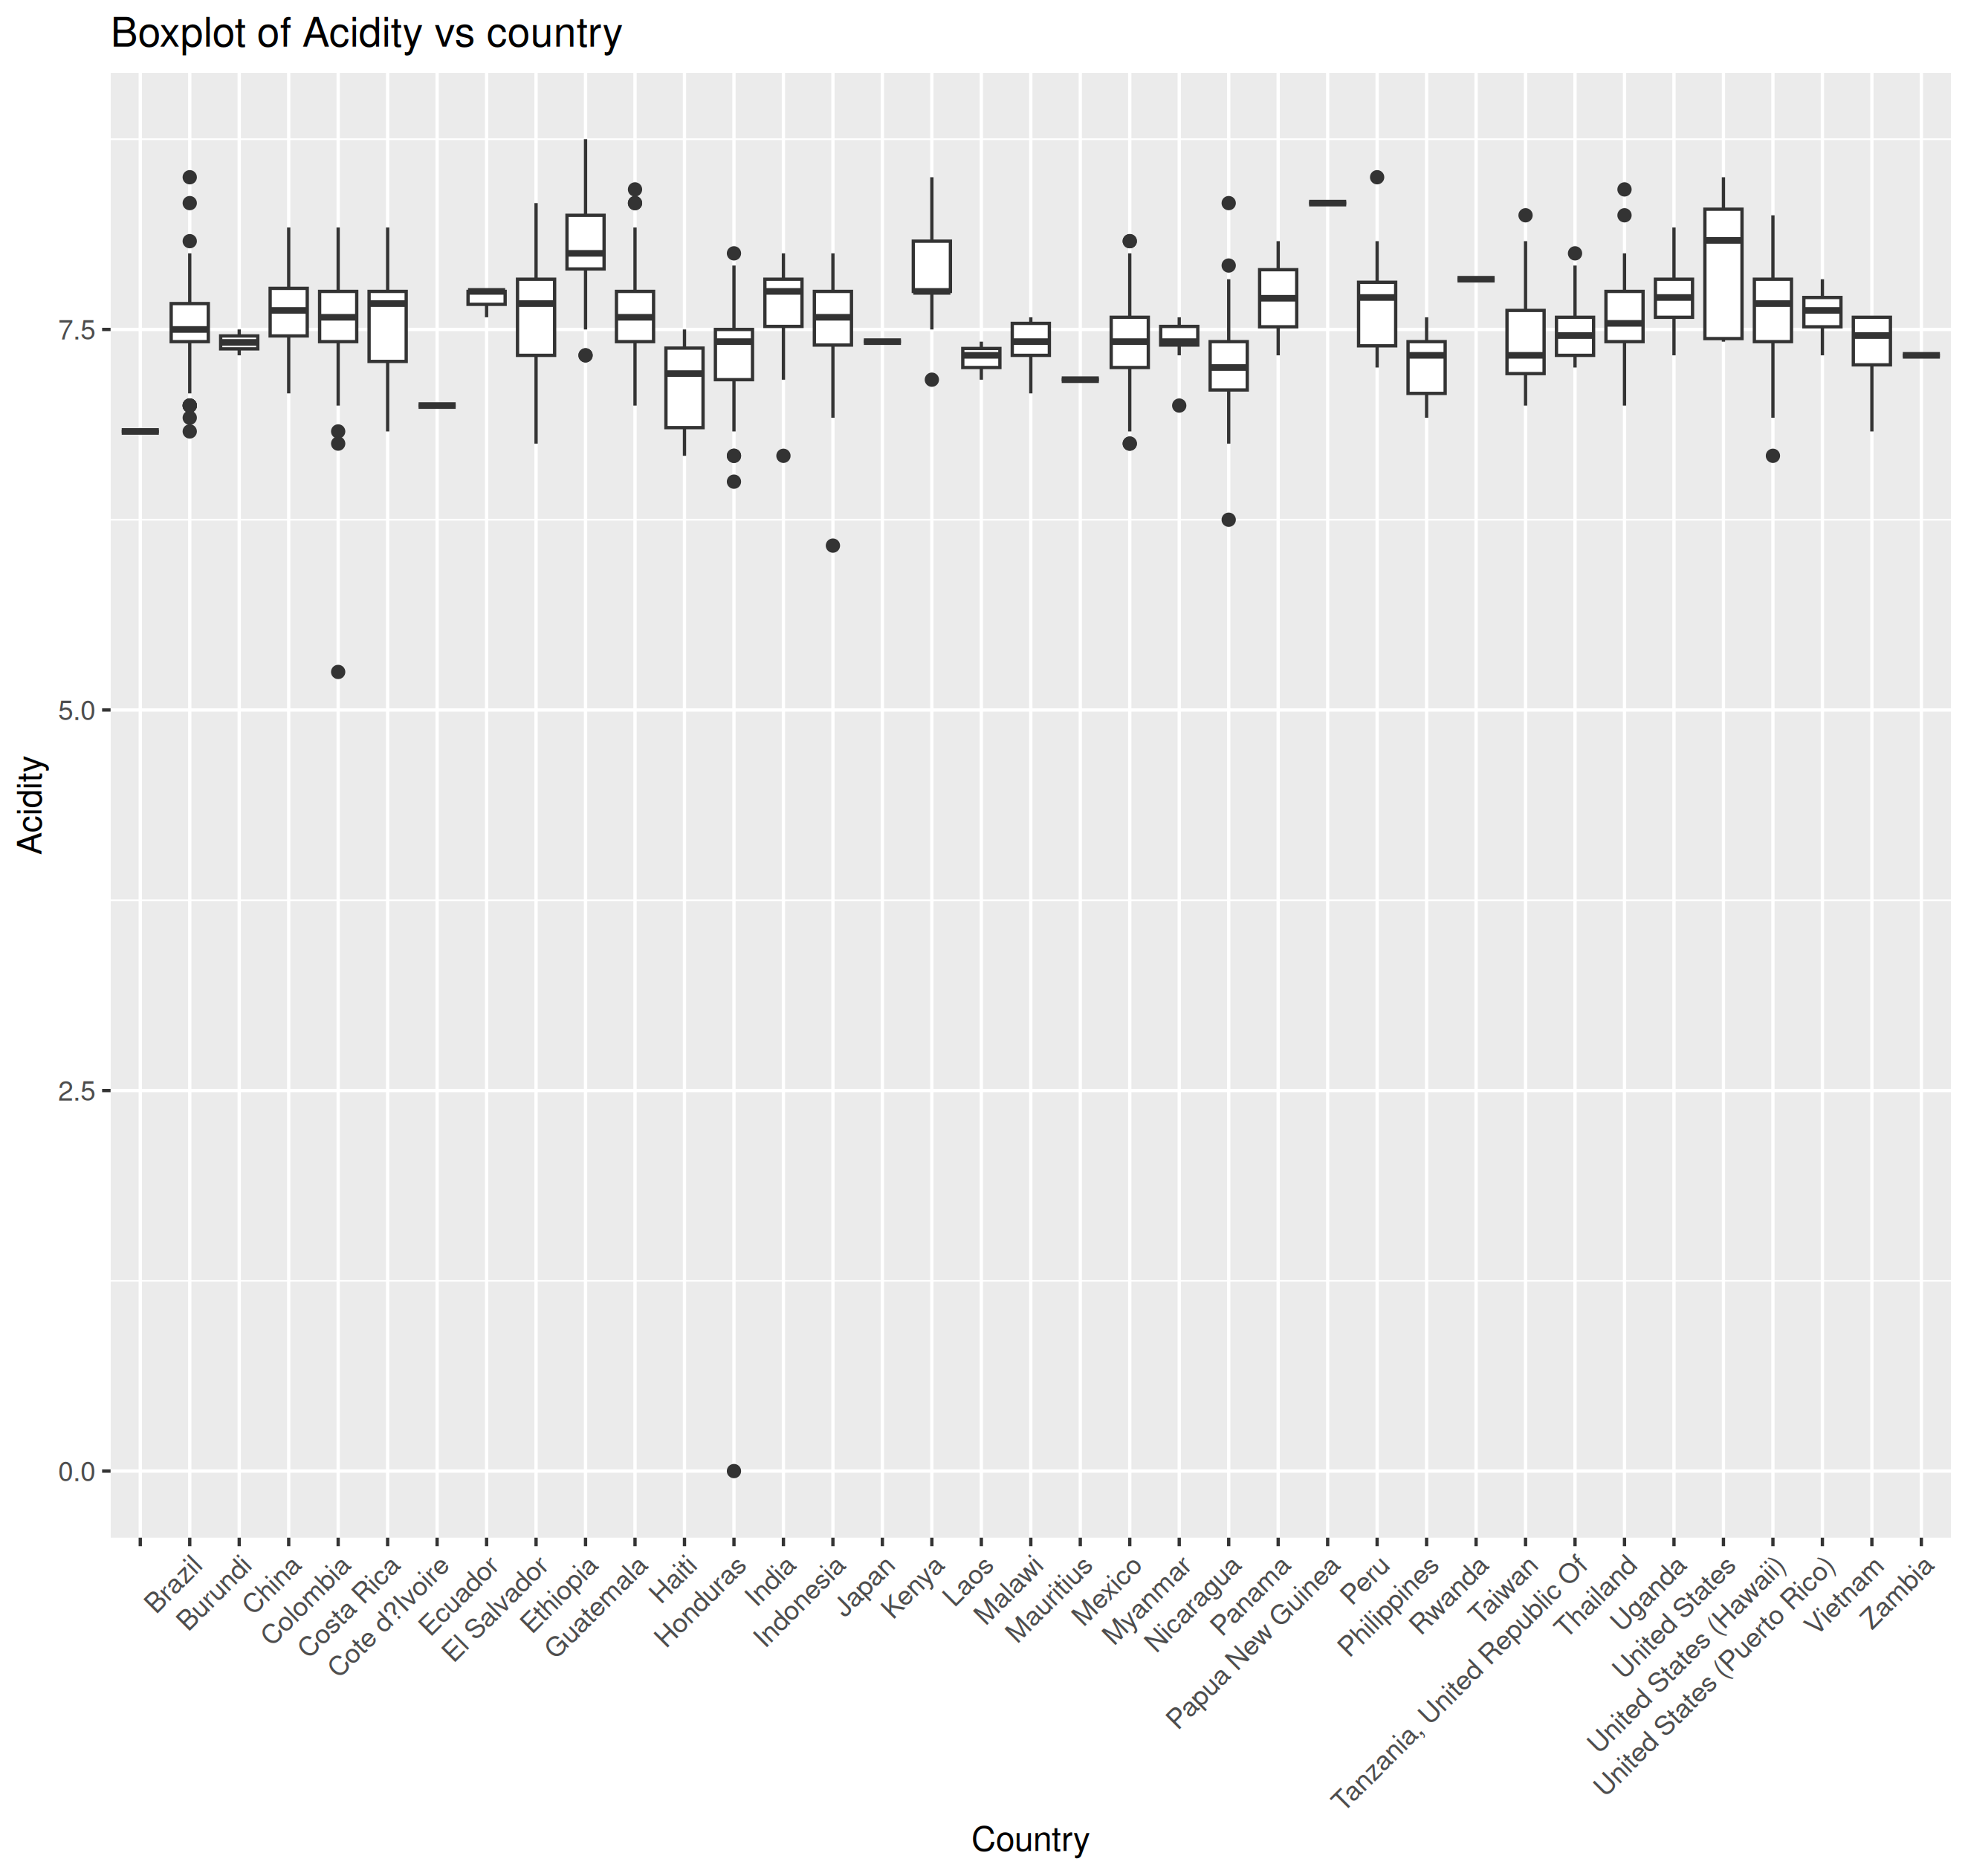 Boxplot of Acidity vs country
Acidity
7.5
5.0
2.5
0.0
Brazil
Burundi
China
Colombia
Costa Rica
Cote d?Ivoire
Ecuador
El Salvador
Ethiopia
Guatemala
Haiti
Honduras
India
Indonesia
Japan
Kenya
Laos
Malawi
Mauritius
Mexico
Myanmar
Nicaragua
Panama
Papua New Guinea
Peru
Philippines
Rwanda
Taiwan
Tanzania, United Republic Of
Thailand
Uganda
United States
United States (Hawaii)
United States (Puerto Rico)
Vietnam
Zambia
Country